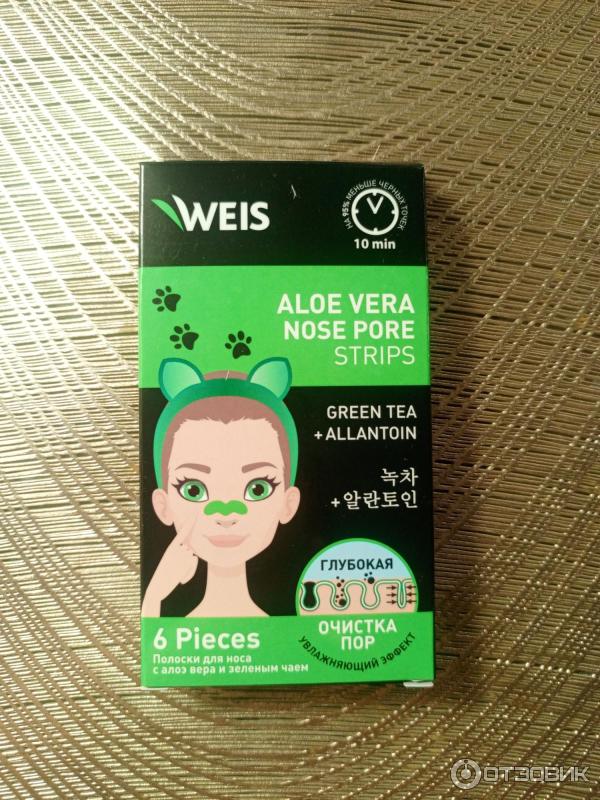 WEIS
НА 95% МЕНЬШЕ ЧЕРНЫХ ТОЧЕК
10 min
ALOE VERA
NOSE PORE
STRIPS
GREEN TEA
+ALLANTOIN
녹차
+알란토인
ГЛУБОКАЯ
ОЧИСТКА
ПОР
УВЛАЖНЯЮЩИЙ ЭФФЕКТ
6 Pieces
Полоски для носа
с алоэ вера и зеленым чаем
ОТЗОВИК